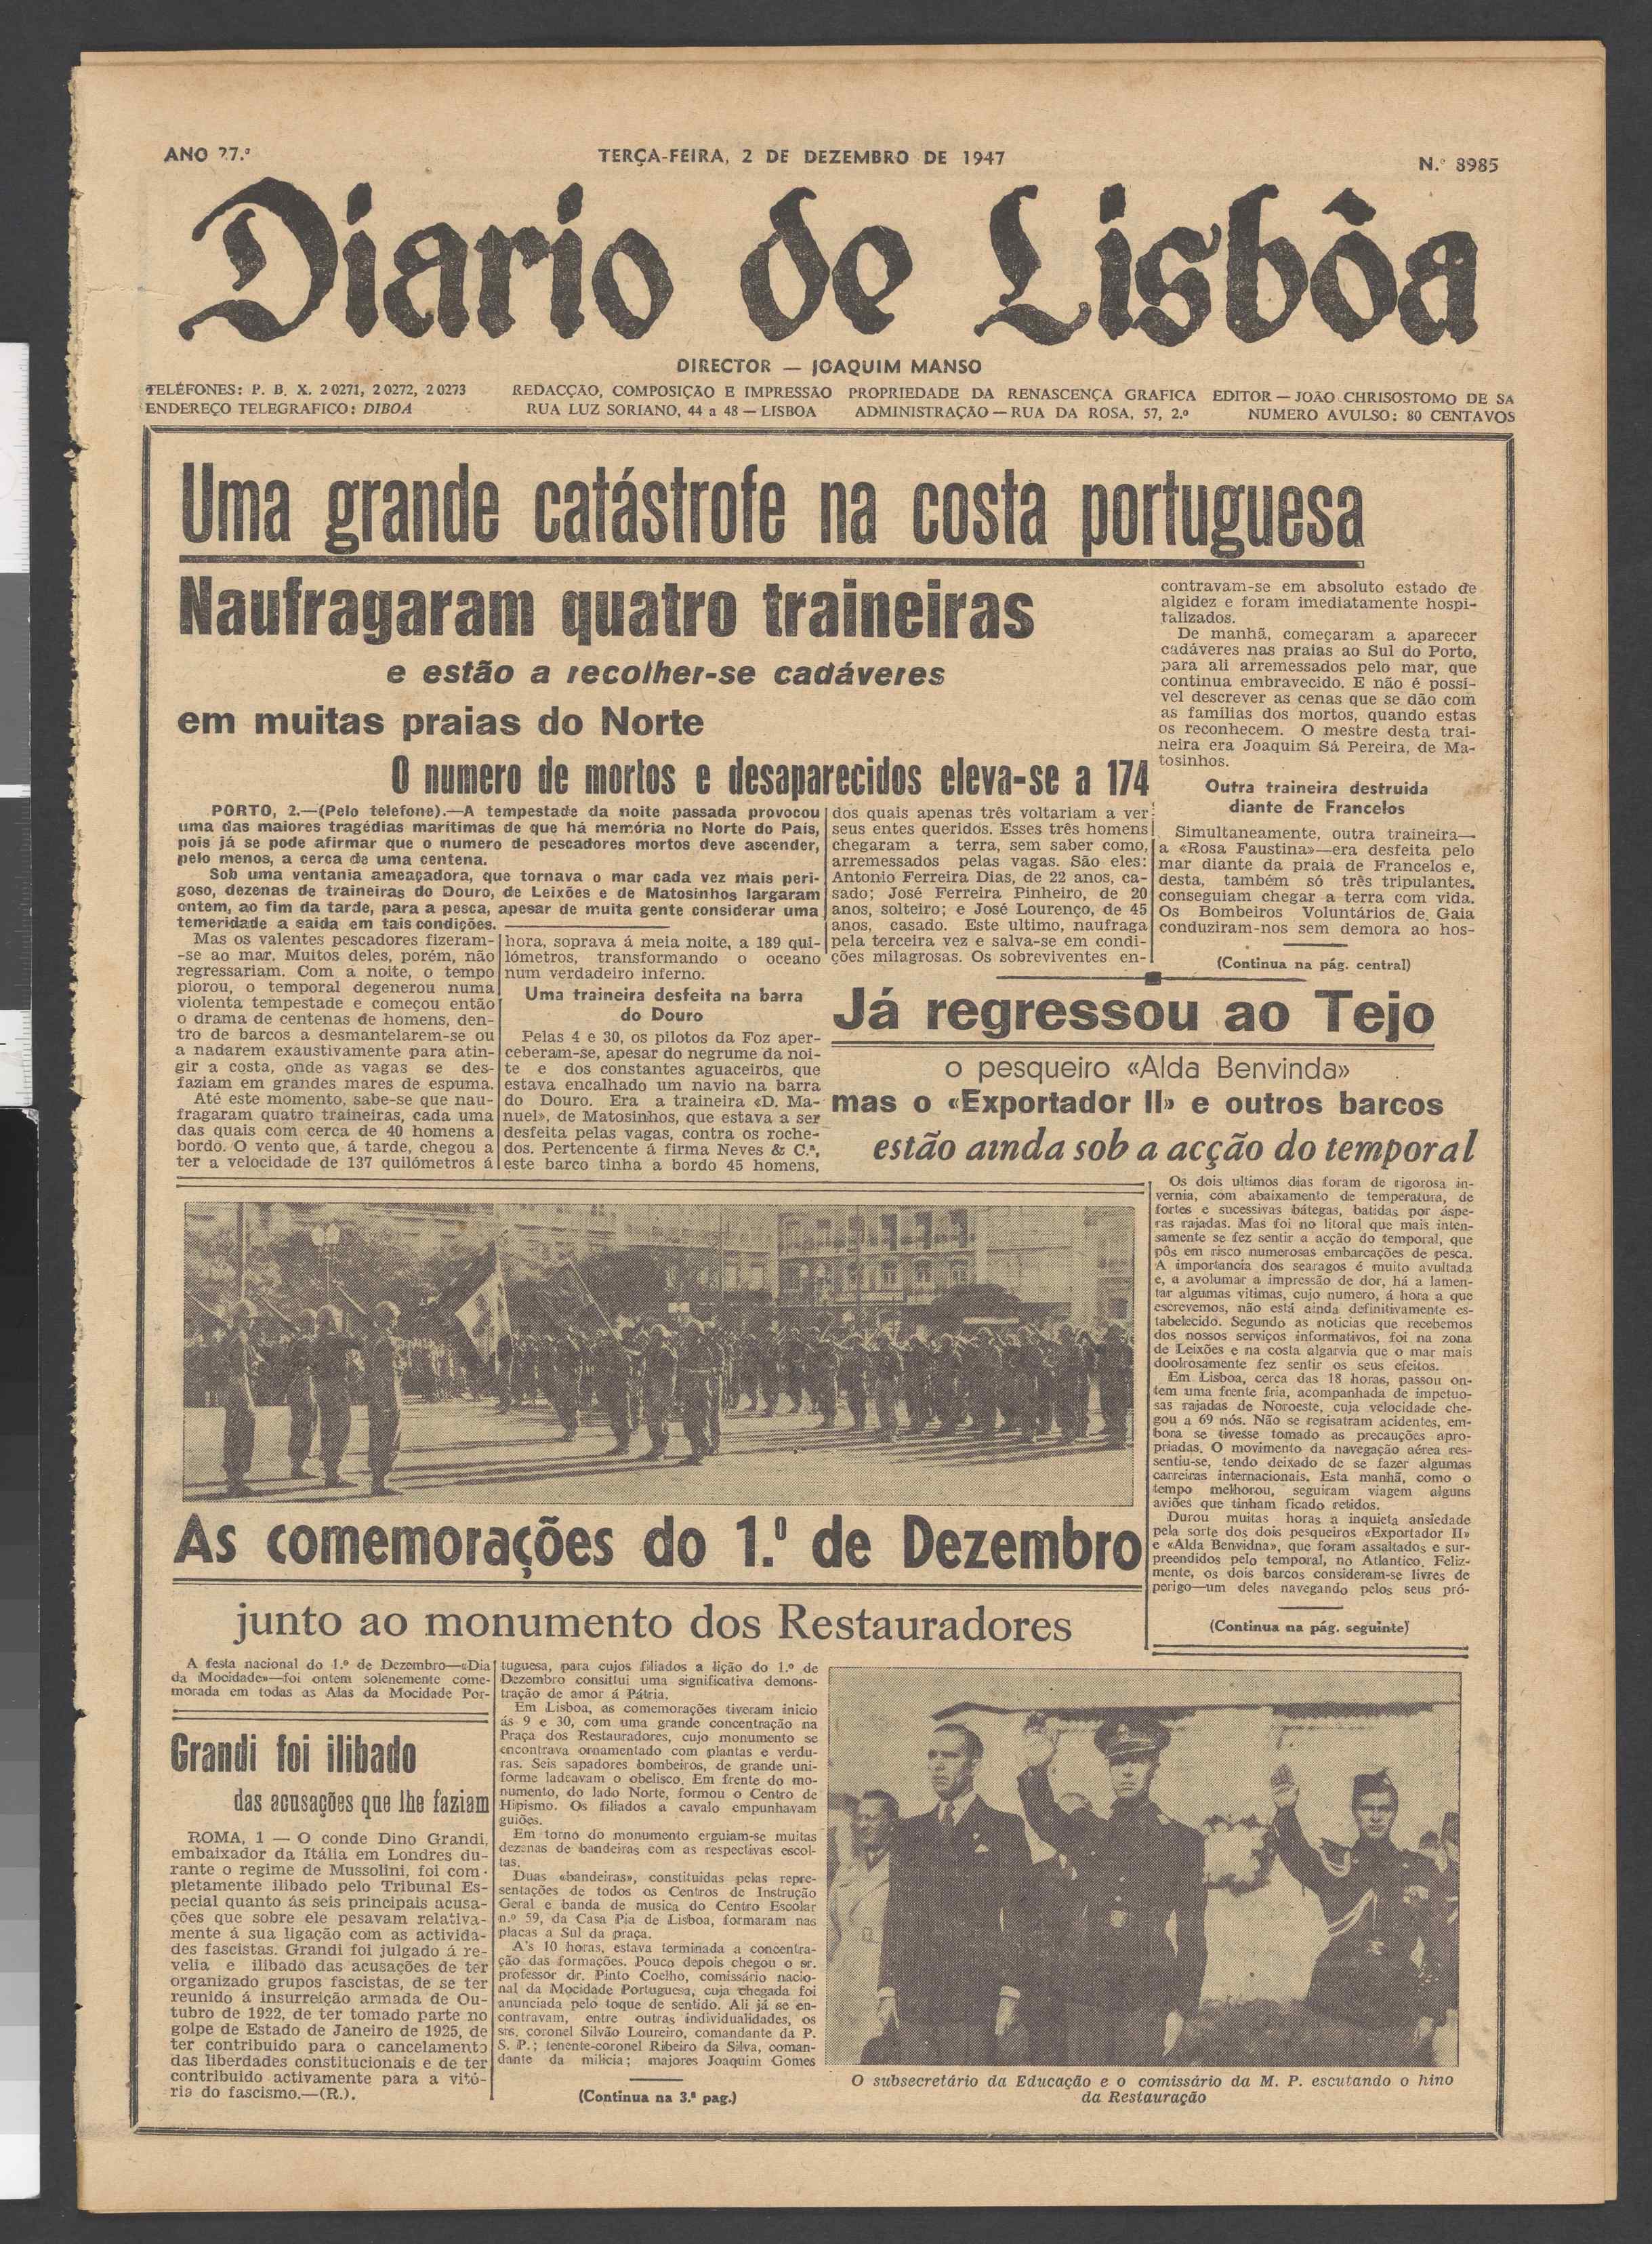 ANO 27.º
TERÇA-FEIRA, 2 DE DEZEMBRO DE 1947
N.º 8985
Diario de Lisbôa
DIRECTOR — JOAQUIM MANSO
TELÉFONES: P. B. X. 2 0271, 2 0272, 2 0273
ENDEREÇO TELEGRAFICO: DIBOA
REDACÇÃO, COMPOSIÇÃO E IMPRESSÃO
RUA LUZ SORIANO, 44 a 48 — LISBOA
PROPRIEDADE DA RENASCENÇA GRAFICA
ADMINISTRAÇÃO — RUA DA ROSA, 57, 2.º
EDITOR — JOÃO CHRISOSTOMO DE SA
NUMERO AVULSO: 80 CENTAVOS
Uma grande catástrofe na costa portuguesa
Naufragaram quatro traineiras
e estão a recolher-se cadáveres
em muitas praias do Norte
O numero de mortos e desaparecidos eleva-se a 174
PORTO, 2.—(Pelo telefone).—A tempestade da noite passada provocou
uma das maiores tragédias marítimas de que há memória no Norte do País,
pois já se pode afirmar que o numero de pescadores mortos deve ascender,
pelo menos, a cerca de uma centena.
Sob uma ventania ameaçadora, que tornava o mar cada vez mais peri-
goso, dezenas de traineiras do Douro, de Leixões e de Matosinhos largaram
ontem, ao fim da tarde, para a pesca, apesar de muita gente considerar uma
temeridade a saída em tais condições.
Mas os valentes pescadores fizeram-
-se ao mar. Muitos deles, porém, não
regressariam. Com a noite, o tempo
piorou, o temporal degenerou numa
violenta tempestade e começou então
o drama de centenas de homens, den-
tro de barcos a desmantelarem-se ou
a nadarem exaustivamente para atin-
gir a costa, onde as vagas se des-
faziam em grandes mares de espuma.
Até este momento, sabe-se que nau-
fragaram quatro traineiras, cada uma
das quais com cerca de 40 homens a
bordo. O vento que, á tarde, chegou a
ter a velocidade de 137 quilómetros á
hora, soprava á meia noite, a 189 qui-
lómetros, transformando o oceano
num verdadeiro inferno.
Uma traineira desfeita na barra
do Douro
Pelas 4 e 30, os pilotos da Foz aper-
ceberam-se, apesar do negrume da noi-
te e dos constantes aguaceiros, que
estava encalhado um navio na barra
do Douro. Era a traineira «D. Ma-
nuel», de Matosinhos, que estava a ser
desfeita pelas vagas, contra os roche-
dos. Pertencente á firma Neves & C.ª,
este barco tinha a bordo 45 homens,
dos quais apenas três voltariam a ver
seus entes queridos. Esses três homens
chegaram a terra, sem saber como,
arremessados pelas vagas. São eles:
Antonio Ferreira Dias, de 22 anos, ca-
sado; José Ferreira Pinheiro, de 20
anos, solteiro; e José Lourenço, de 45
anos, casado. Este ultimo, naufraga
pela terceira vez e salva-se em condi-
ções milagrosas. Os sobreviventes en-
contravam-se em absoluto estado de
algidez e foram imediatamente hospi-
talizados.
De manhã, começaram a aparecer
cadáveres nas praias ao Sul do Porto,
para ali arremessados pelo mar, que
continua embravecido. E não é possí-
vel descrever as cenas que se dão com
as famílias dos mortos, quando estas
os reconhecem. O mestre desta trai-
neira era Joaquim Sá Pereira, de Ma-
tosinhos.
Outra traineira destruida
diante de Francelos
Simultaneamente, outra traineira—
a «Rosa Faustina»—era desfeita pelo
mar diante da praia de Francelos e,
desta, também só três tripulantes,
conseguiam chegar a terra com vida.
Os Bombeiros Voluntários de Gaia
conduziram-nos sem demora ao hos-
(Continua na pág. central)
Já regressou ao Tejo
o pesqueiro «Alda Benvinda»
mas o «Exportador II» e outros barcos
estão ainda sob a acção do temporal
Os dois ultimos dias foram de rigorosa in-
vernia, com abaixamento de temperatura, de
fortes e sucessivas bátegas, batidas por áspe-
ras rajadas. Mas foi no litoral que mais inten-
samente se fez sentir a acção do temporal, que
pôs em risco numerosas embarcações de pesca.
A importancia dos searagos é muito avultada
e, a avolumar a impressão de dor, há a lamen-
tar algumas vitimas, cujo numero, á hora a que
escrevemos, não está ainda definitivamente es-
tabelecido. Segundo as noticias que recebemos
dos nossos serviços informativos, foi na zona
de Leixões e na costa algarvia que o mar mais
doolrosamente fez sentir os seus efeitos.
Em Lisboa, cerca das 18 horas, passou on-
tem uma frente fria, acompanhada de impetuo-
sas rajadas de Noroeste, cuja velocidade che-
gou a 69 nós. Não se regisatram acidentes, em-
bora se tivesse tomado as precauções apro-
priadas. O movimento da navegação aérea res-
sentiu-se, tendo deixado de se fazer algumas
carreiras internacionais. Esta manhã, como o
tempo melhorou, seguiram viagem alguns
aviões que tinham ficado retidos.
Durou muitas horas a inquieta ansiedade
pela sorte dos dois pesqueiros «Exportador II»
e «Alda Benvidna», que foram assaltados e sur-
preendidos pelo temporal, no Atlantico. Feliz-
mente, os dois barcos consideram-se livres de
perigo—um deles navegando pelos seus pró-
(Continua na pág. seguinte)
As comemorações do 1.º de Dezembro
junto ao monumento dos Restauradores
A festa nacional do 1.º de Dezembro—«Dia
da Mocidade»—foi ontem solenemente come-
morada em todas as Alas da Mocidade Por-
tuguesa, para cujos filiados a lição do 1.º de
Dezembro consitlui uma significativa demons-
tração de amor á Pátria.
Em Lisboa, as comemorações tiveram inicio
ás 9 e 30, com uma grande concentração na
Praça dos Restauradores, cujo monumento se
encontrava ornamentado com plantas e verdu-
ras. Seis sapadores bombeiros, de grande uni-
forme ladeavam o obelisco. Em frente do mo-
numento, do lado Norte, formou o Centro de
Hipismo. Os filiados a cavalo empunhavam
guiões.
Em torno do monumento erguiam-se muitas
dezenas de bandeiras com as respectivas escol-
tas.
Duas «bandeiras», constituidas pelas repre-
sentações de todos os Centros de Instrução
Geral e banda de musica do Centro Escolar
n.º 59, da Casa Pia de Lisboa, formaram nas
placas a Sul da praça.
A's 10 horas, estava terminada a concentra-
ção das formações. Pouco depois chegou o sr.
professor dr. Pinto Coelho, comissário nacio-
nal da Mocidade Portuguesa, cuja chegada foi
anunciada pelo toque de sentido. Ali já se en-
contravam, entre outras individualidades, os
srs. coronel Silvão Loureiro, comandante da P.
S. P.; tenente-coronel Ribeiro da Silva, coman-
dante da milicia; majores Joaquim Gomes
(Continua na 3.ª pag.)
Grandi foi ilibado
das acusações que lhe faziam
ROMA, 1 — O conde Dino Grandi,
embaixador da Itália em Londres du-
rante o regime de Mussolini, foi com-
pletamente ilibado pelo Tribunal Es-
pecial quanto ás seis principais acusa-
ções que sobre ele pesavam relativa-
mente á sua ligação com as activida-
des fascistas. Grandi foi julgado á re-
velia e ilibado das acusações de ter
organizado grupos fascistas, de se ter
reunido á insurreição armada de Ou-
tubro de 1922, de ter tomado parte no
golpe de Estado de Janeiro de 1925, de
ter contribuido para o cancelamento
das liberdades constitucionais e de ter
contribuido activamente para a vitó-
ria do fascismo.—(R.).
O subsecretário da Educação e o comissário da M. P. escutando o hino
da Restauração